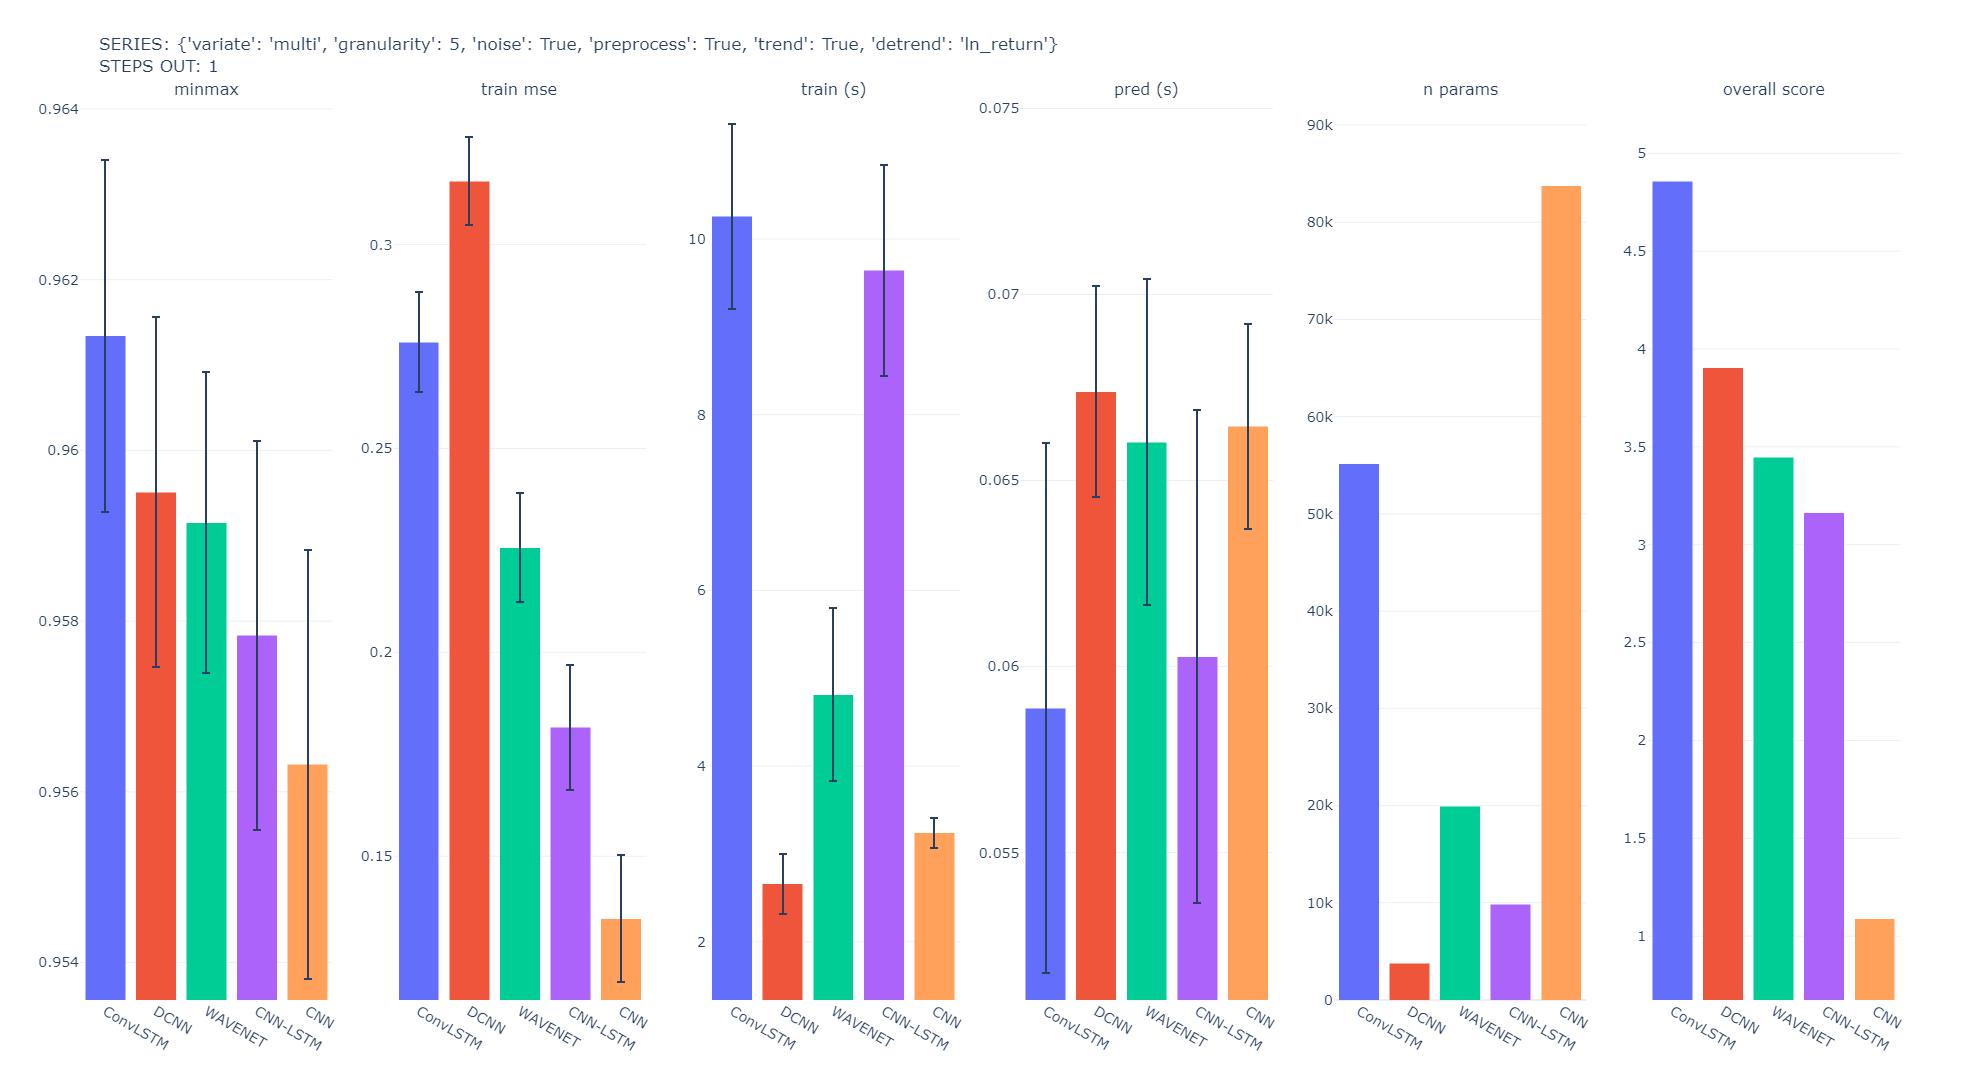 SERIES: {'variate': 'multi', 'granularity': 5, 'noise': True, 'preprocess': True, 'trend': True, 'detrend': 'ln_return'}
STEPS OUT: 1
minmax
0.964
0.962
0.96
0.958
0.956
0.954
ConvLSTM
DCNN
WAVENET
CNN-LSTM
CNN
train mse
0.3
0.25
0.2
0.15
ConvLSTM
DCNN
WAVENET
CNN-LSTM
CNN
train (s)
10
8
6
4
2
ConvLSTM
DCNN
WAVENET
CNN-LSTM
CNN
pred (s)
0.075
0.07
0.065
0.06
0.055
ConvLSTM
DCNN
WAVENET
CNN-LSTM
CNN
n params
90k
80k
70k
60k
50k
40k
30k
20k
10k
0
ConvLSTM
DCNN
WAVENET
CNN-LSTM
CNN
overall score
5
4.5
4
3.5
3
2.5
2
1.5
1
ConvLSTM
DCNN
WAVENET
CNN-LSTM
CNN